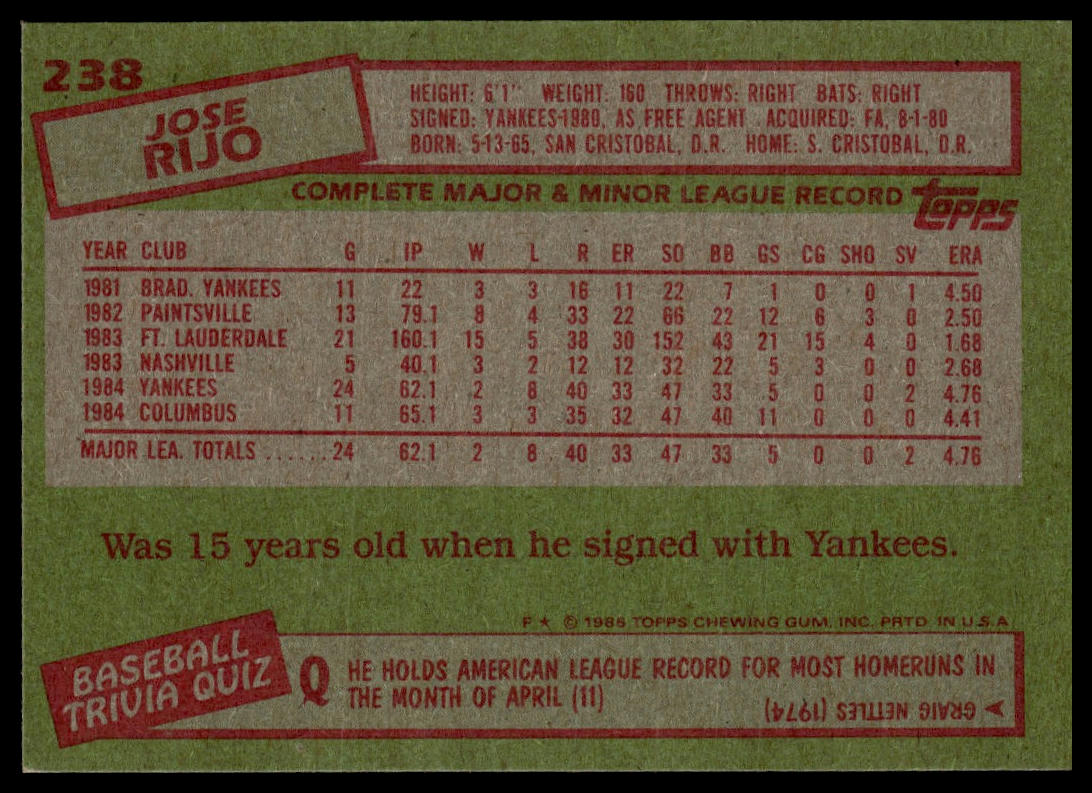 238
JOSE
RIJO
HEIGHT: 6'1" WEIGHT: 160 THROWS: RIGHT BATS: RIGHT
SIGNED: YANKEES-1980, AS FREE AGENT ACQUIRED: FA, 8-1-80
BORN: 5-13-65, SAN CRISTOBAL, D.R. HOME: S. CRISTOBAL, D.R.
COMPLETE MAJOR & MINOR LEAGUE RECORD topps
YEAR CLUB G IP W L R ER SO BB GS CG SHO SV ERA
1981 BRAD. YANKEES 11 22 3 3 16 11 22 7 1 0 0 1 4.50
1982 PAINTSVILLE 13 79.1 8 4 33 22 66 22 12 6 3 0 2.50
1983 FT. LAUDERDALE 21 160.1 15 5 38 30 152 43 21 15 4 0 1.68
1983 NASHVILLE 5 40.1 3 2 12 12 32 22 5 3 0 0 2.68
1984 YANKEES 24 62.1 2 8 40 33 47 33 5 0 0 2 4.76
1984 COLUMBUS 11 65.1 3 3 35 32 47 40 11 0 0 0 4.41
MAJOR LEA. TOTALS ...... 24 62.1 2 8 40 33 47 33 5 0 0 2 4.76
Was 15 years old when he signed with Yankees.
F ★ © 1985 TOPPS CHEWING GUM, INC. PRTD IN U.S.A
BASEBALL
TRIVIA QUIZ
Q HE HOLDS AMERICAN LEAGUE RECORD FOR MOST HOMERUNS IN
THE MONTH OF APRIL (11)
GRAIG NETTLES (1974)